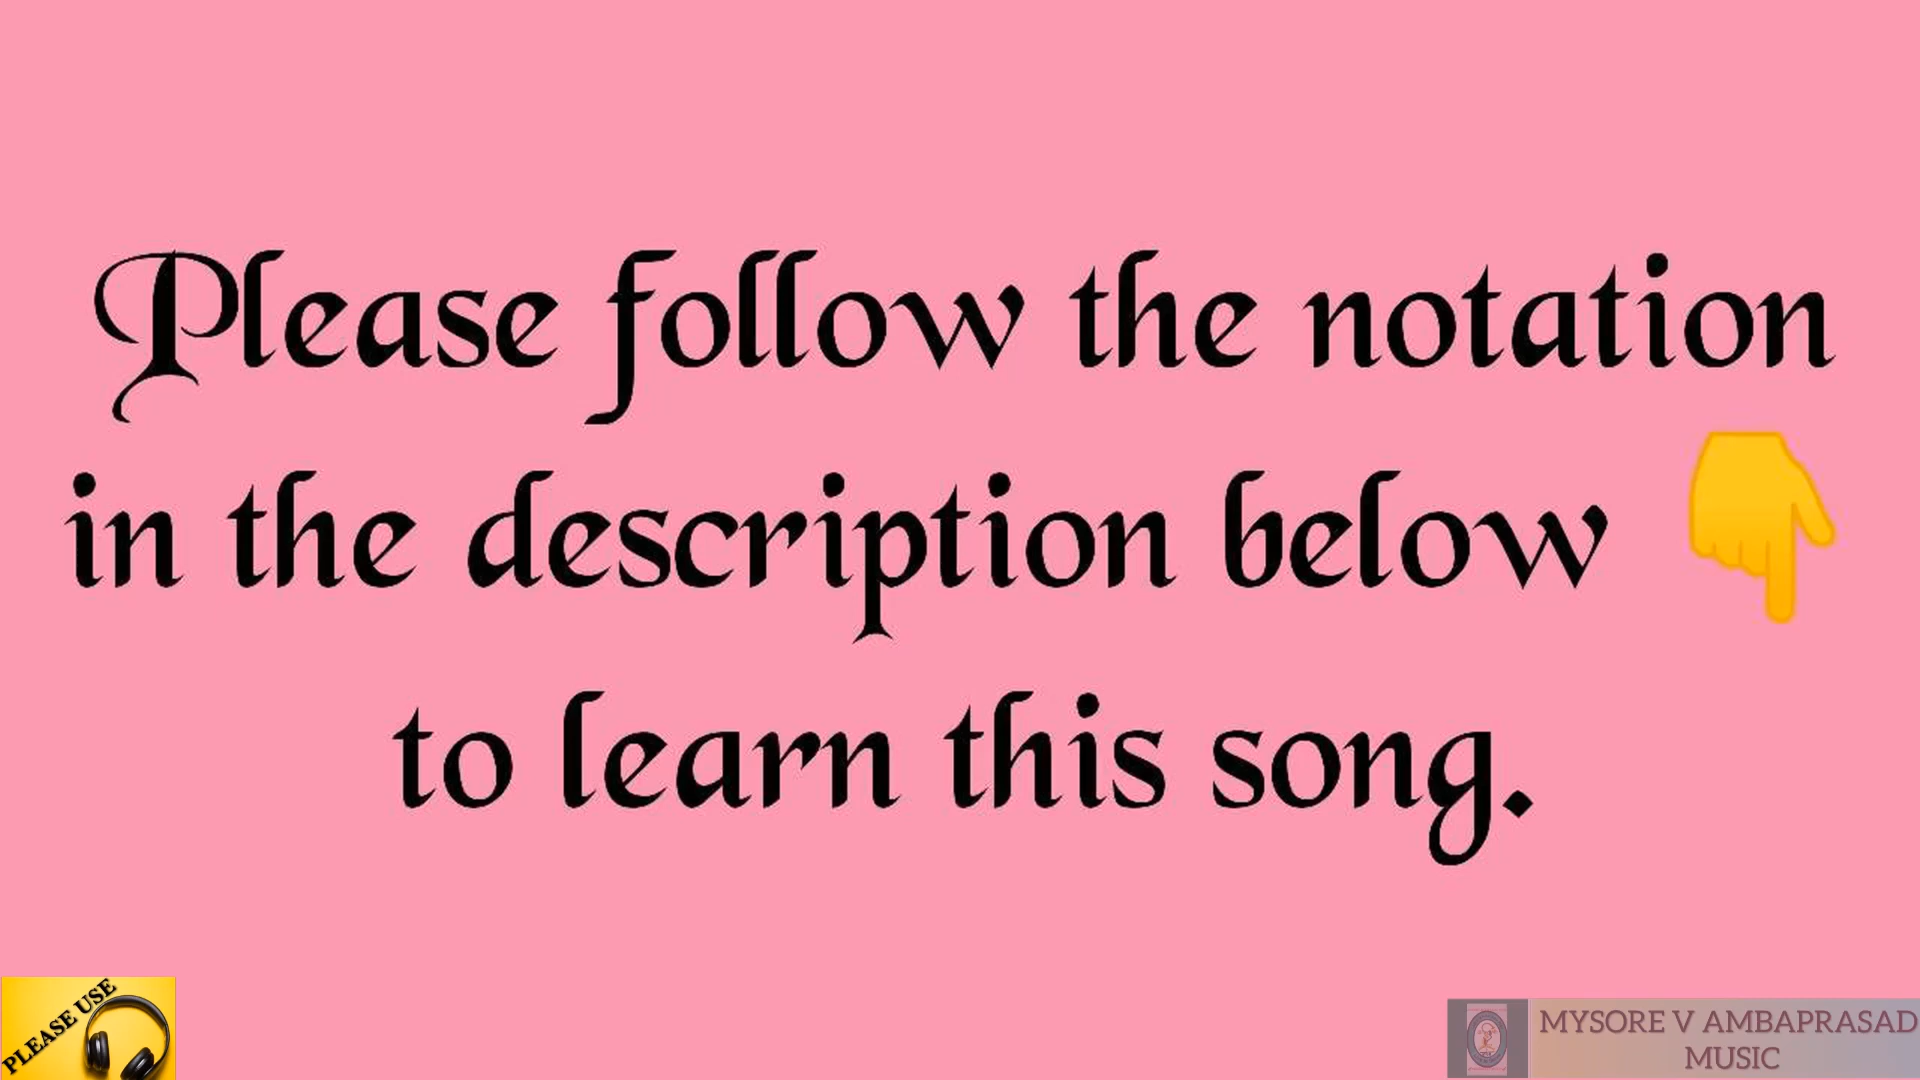 Please follow the notation
in the description below 👇
to learn this song.
PLEASE USE
MYSORE V AMBAPRASAD
MUSIC